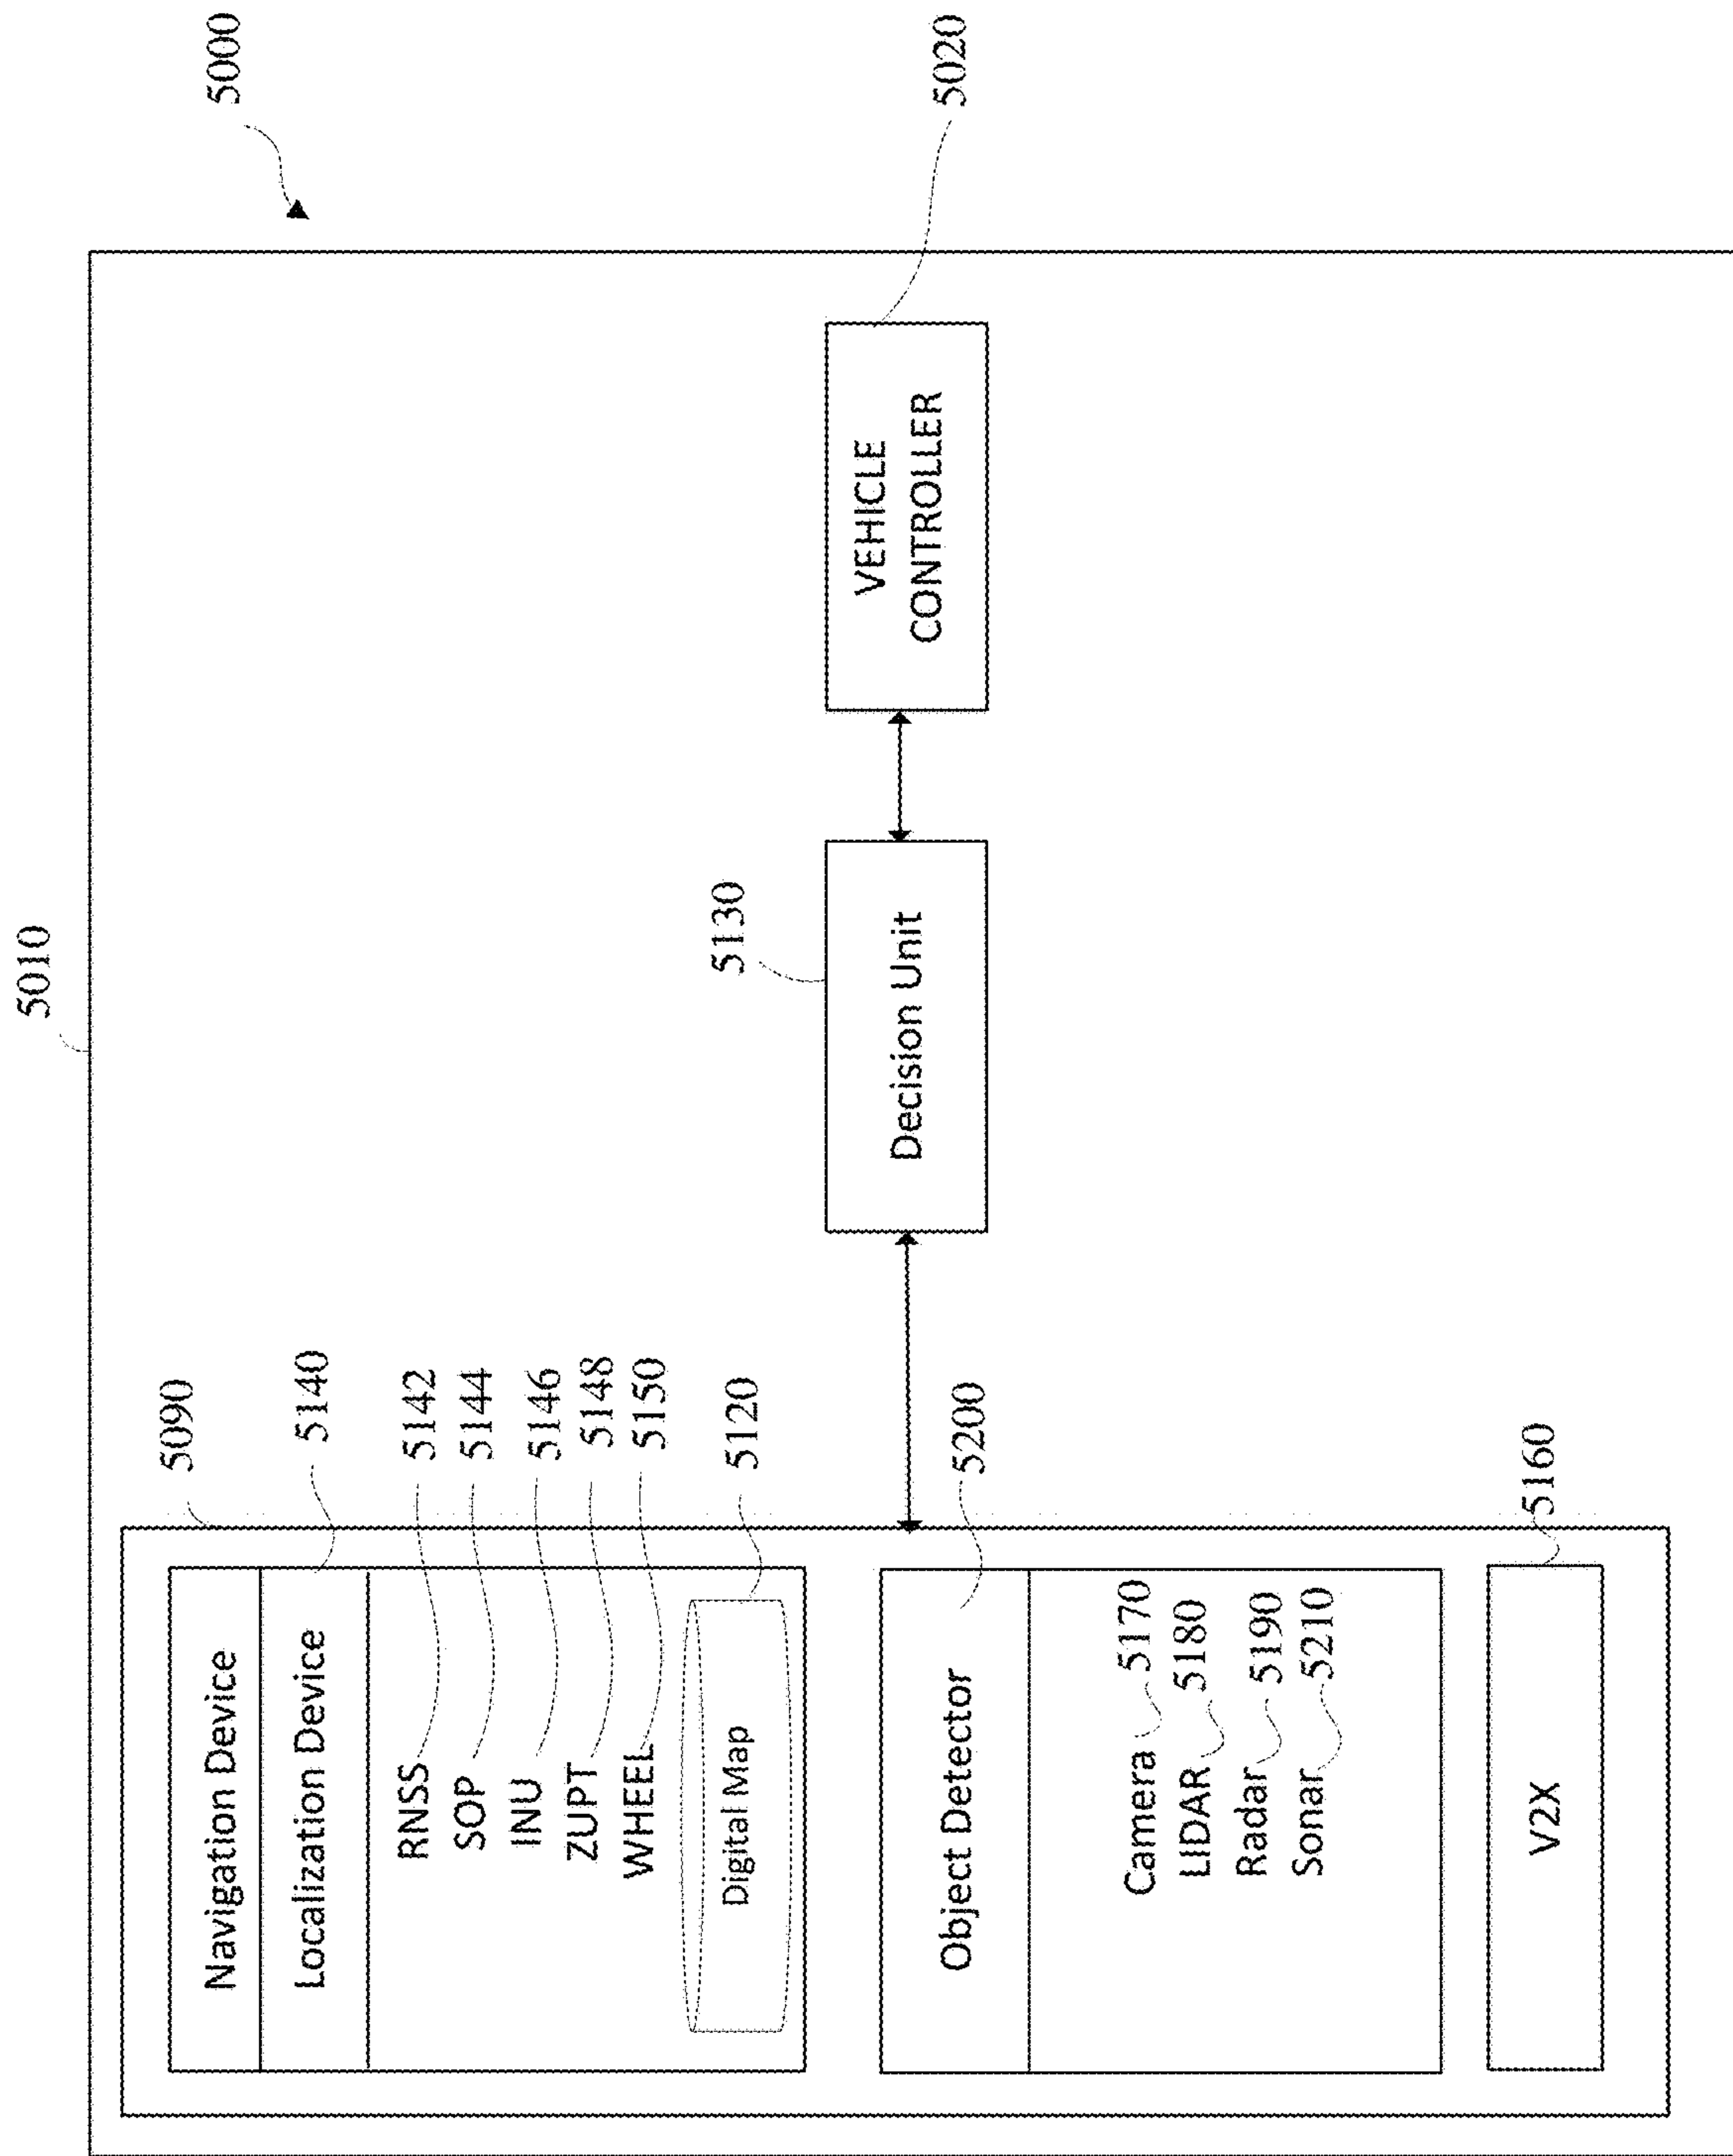 5000
5010
5090
Navigation Device
Localization Device
5140
RNSS
5142
SOP
5144
INU
5146
ZUPT
5148
WHEEL
5150
Digital Map
5120
Object Detector
5200
Camera
5170
LIDAR
5180
Radar
5190
Sonar
5210
V2X
5160
5130
Decision Unit
VEHICLE
CONTROLLER
5020